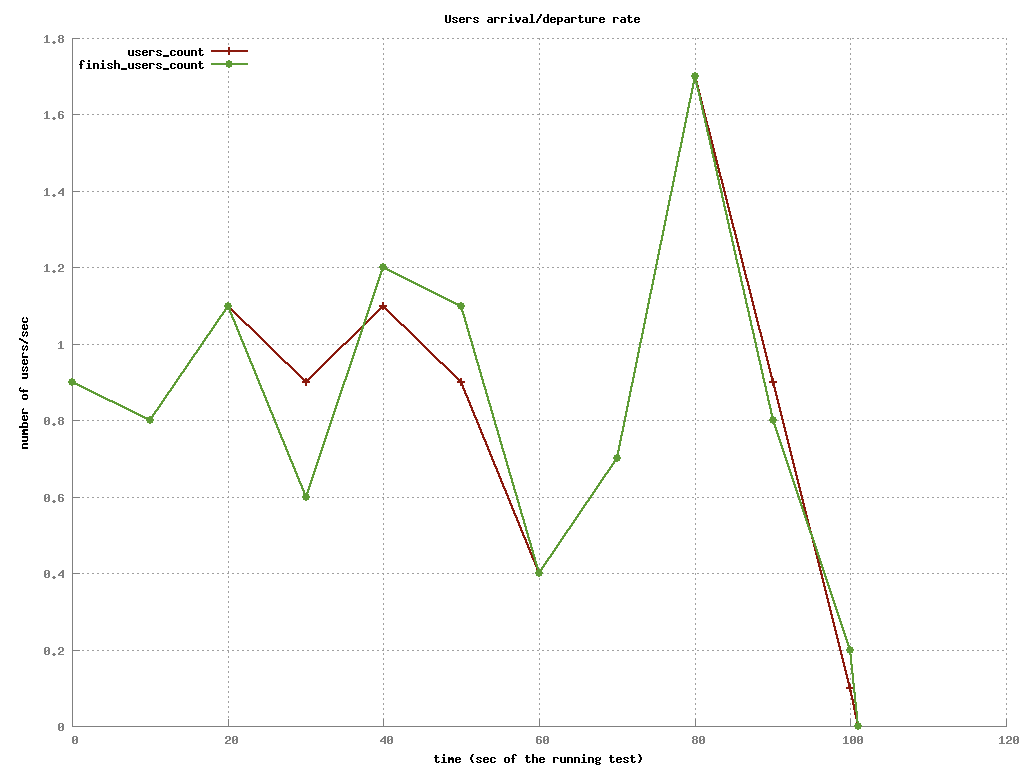 Users arrival/departure rate
users_count
finish_users_count
1.8
1.6
1.4
1.2
1
0.8
0.6
0.4
0.2
0
0 20 40 60 80 100 120
number of users/sec
time (sec of the running test)